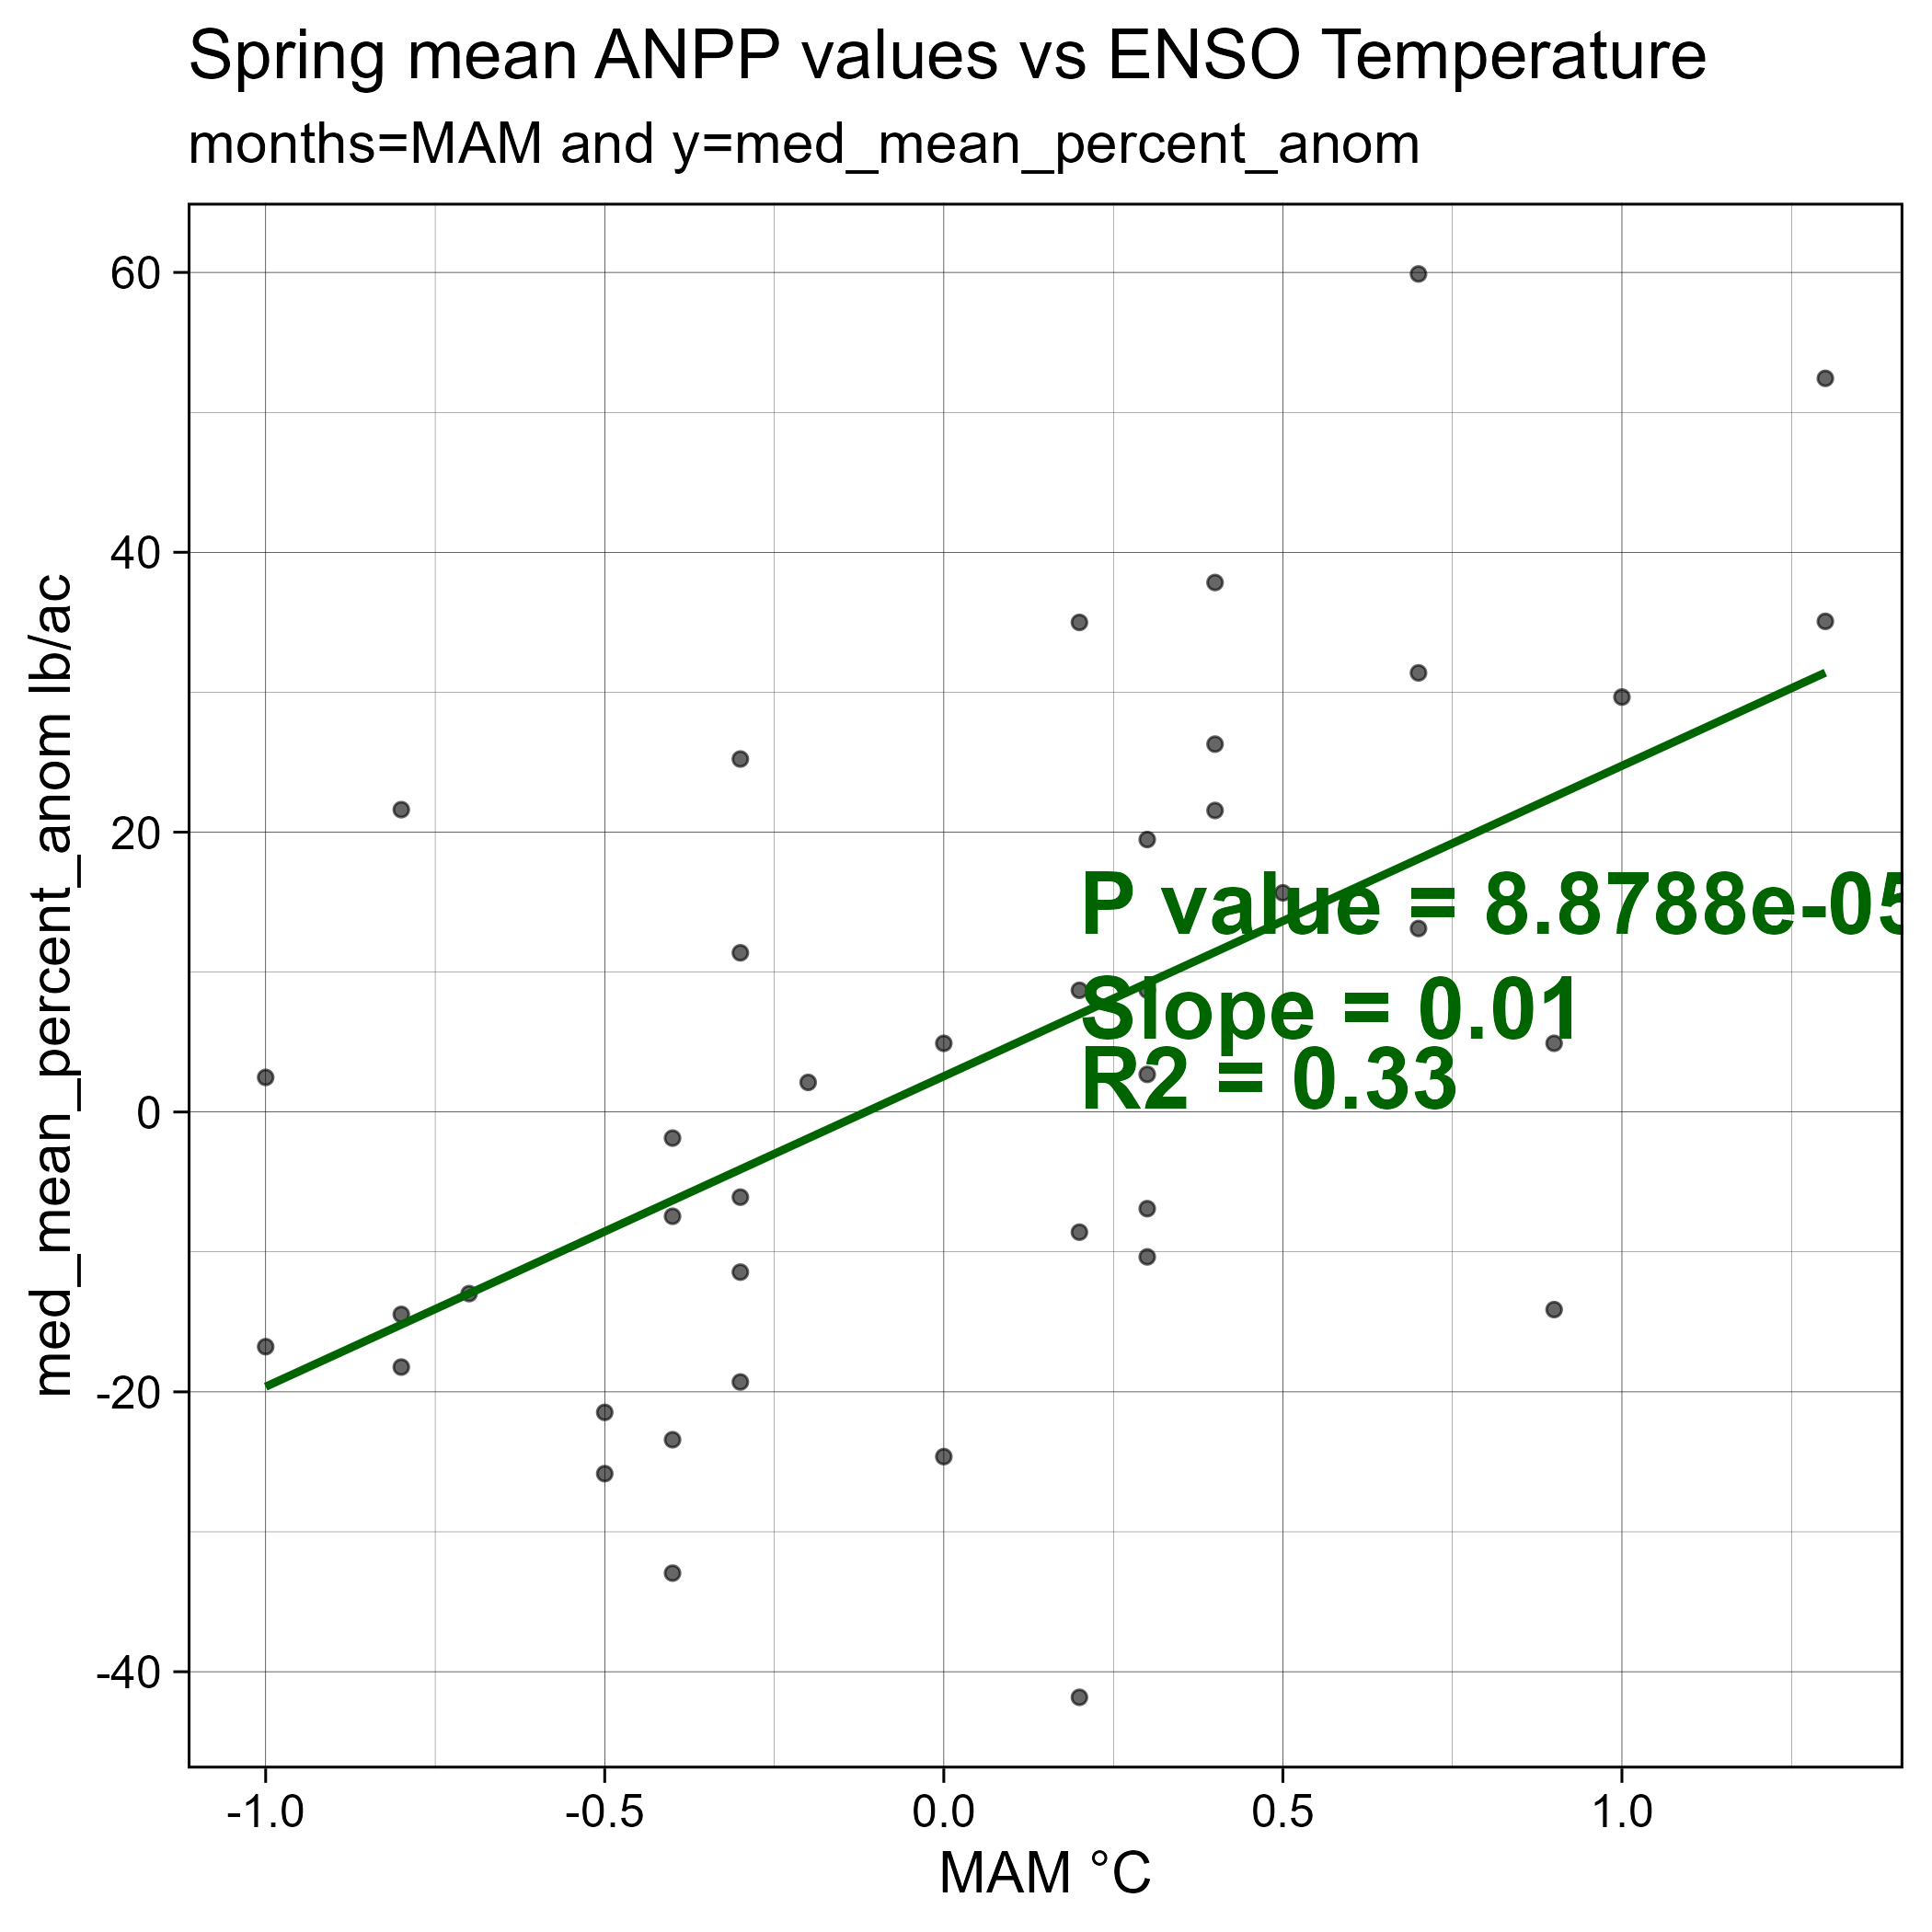 Spring mean ANPP values vs ENSO Temperature
months=MAM and y=med_mean_percent_anom
med_mean_percent_anom lb/ac
60
40
20
0
-20
-40
P value = 8.8788e-05
Slope = 0.01
R2 = 0.33
-1.0
-0.5
0.0
0.5
1.0
MAM °C